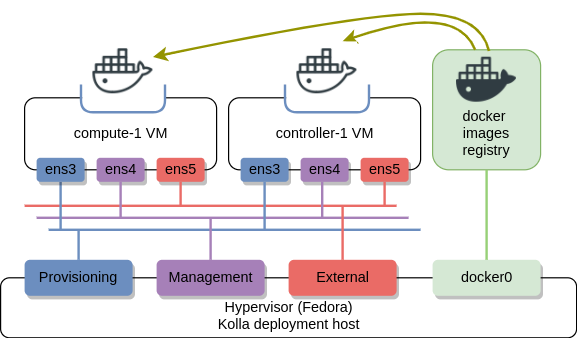 compute-1 VM
controller-1 VM
docker
images
registry
ens3
ens4
ens5
ens3
ens4
ens5
Provisioning
Management
External
docker0
Hypervisor (Fedora)
Kolla deployment host